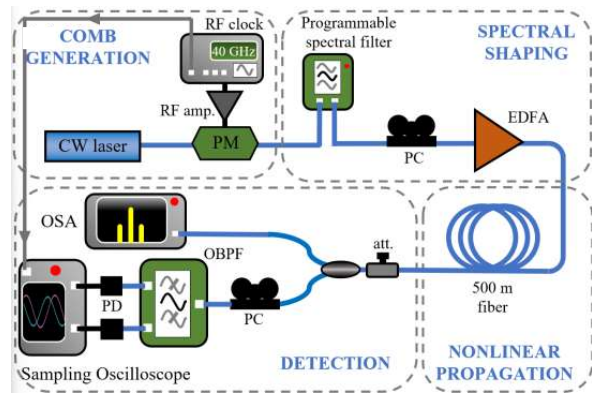 COMB
GENERATION
RF clock
40 GHz
RF amp.
CW laser
PM
Programmable
spectral filter
SPECTRAL
SHAPING
EDFA
PC
OSA
OBPF
att.
PD
PC
500 m
fiber
Sampling Oscilloscope
DETECTION
NONLINEAR
PROPAGATION